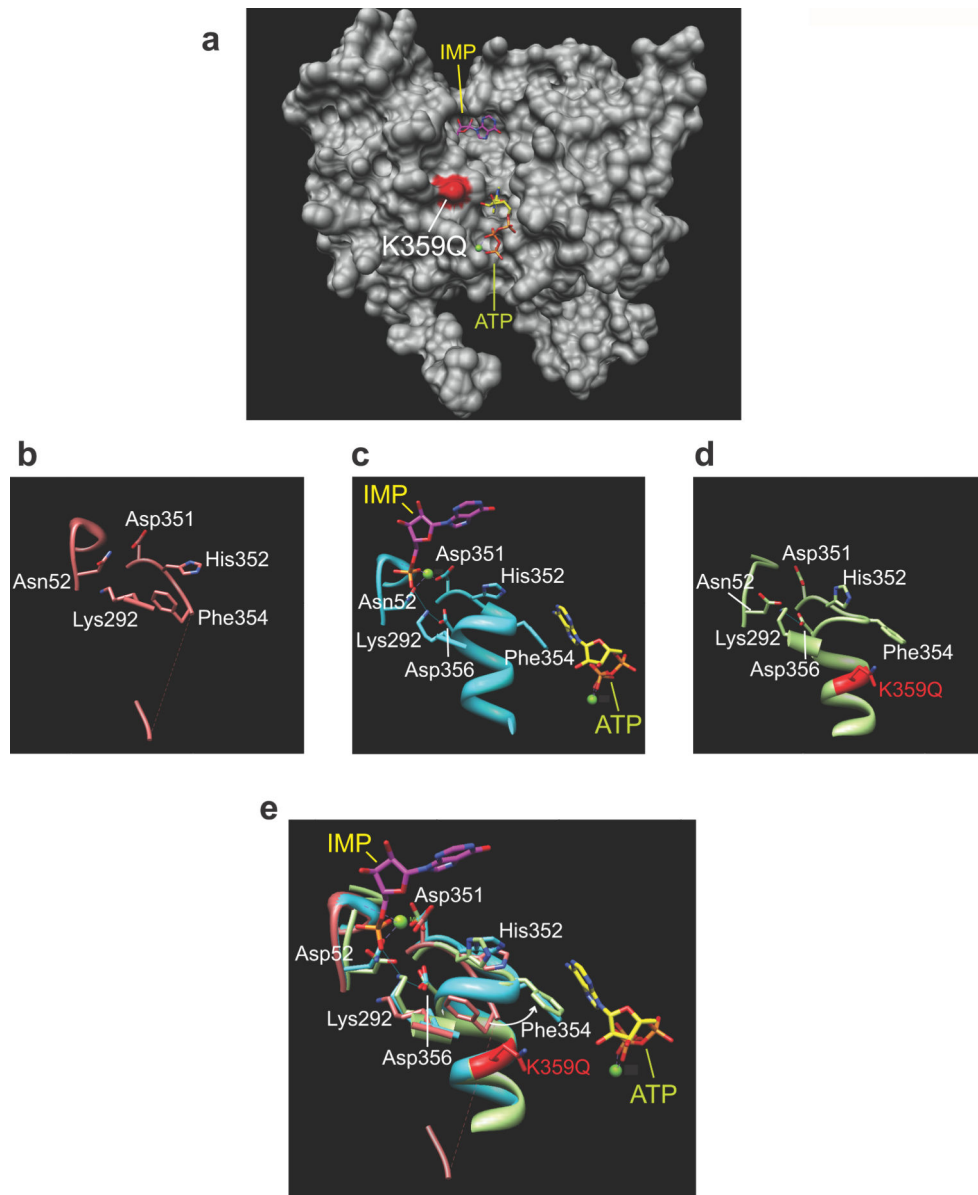 a
IMP
K359Q
ATP
b
Asp351
His352
Asn52
Lys292
Phe354
c
IMP
Asp351
His352
Asn52
Lys292
Phe354
Asp356
ATP
d
Asp351
His352
Asn52
Lys292
Phe354
Asp356
K359Q
e
IMP
Asp351
His352
Asp52
Lys292
Phe354
Asp356
K359Q
ATP